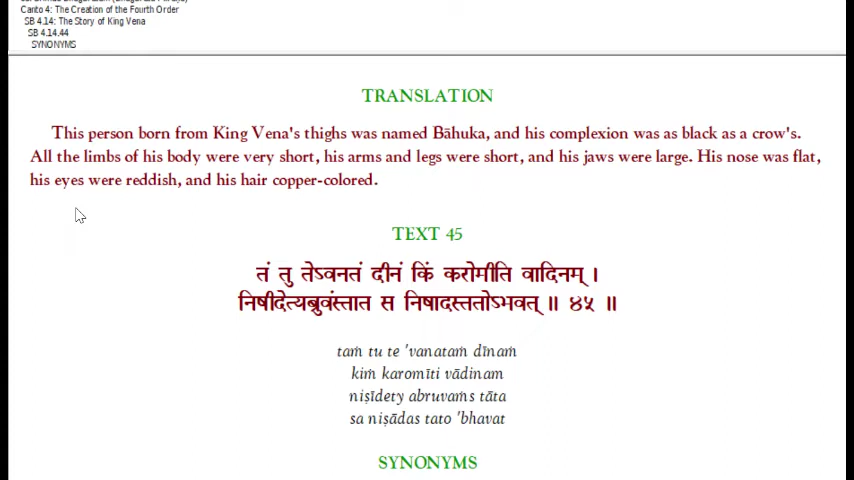 Canto 4: The Creation of the Fourth Order
SB 4.14: The Story of King Vena
SB 4.14.44
SYNONYMS
TRANSLATION
This person born from King Vena's thighs was named Bāhuka, and his complexion was as black as a crow's.
All the limbs of his body were very short, his arms and legs were short, and his jaws were large. His nose was flat,
his eyes were reddish, and his hair copper-colored.
TEXT 45
तं तु तेऽवनतं दीनं किं करोमीति वादिनम् ।
निषीदेत्यब्रुवंस्तात स निषादस्ततोऽभवत् ॥ ४५ ॥
taṁ tu te 'vanataṁ dīnaṁ
kiṁ karomīti vādinam
niṣīdety abruvaṁs tāta
sa niṣādas tato 'bhavat
SYNONYMS